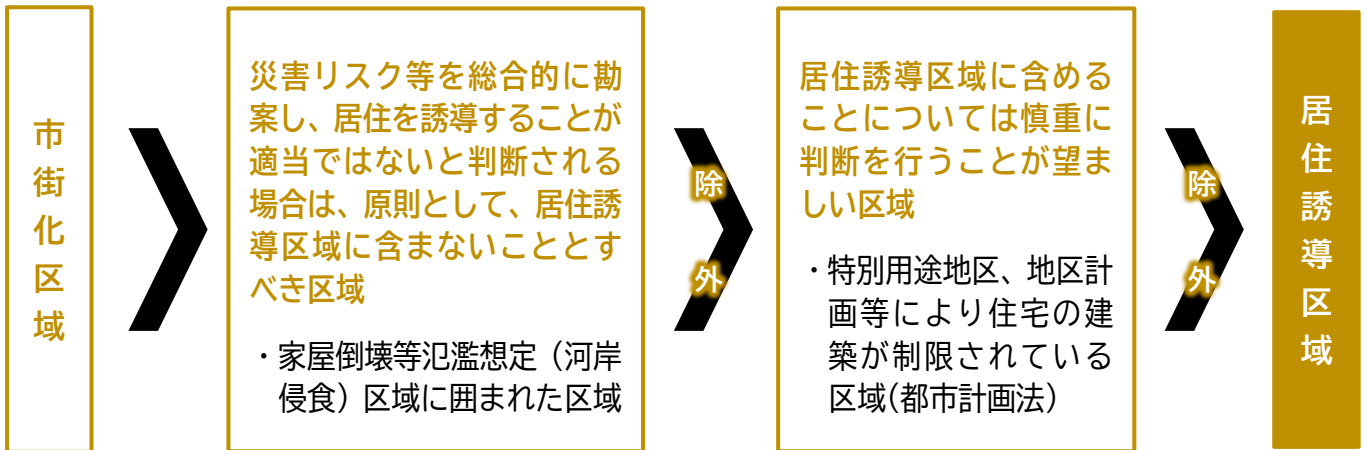 市街化区域
災害リスク等を総合的に勘
案し、居住を誘導することが
適当ではないと判断される
場合は、原則として、居住誘
導区域に含まないこととす
べき区域
・家屋倒壊等氾濫想定（河岸
侵食）区域に囲まれた区域
除外
居住誘導区域に含める
ことについては慎重に
判断を行うことが望ま
しい区域
・特別用途地区、地区計
画等により住宅の建
築が制限されている
区域(都市計画法）
除外
居住誘導区域